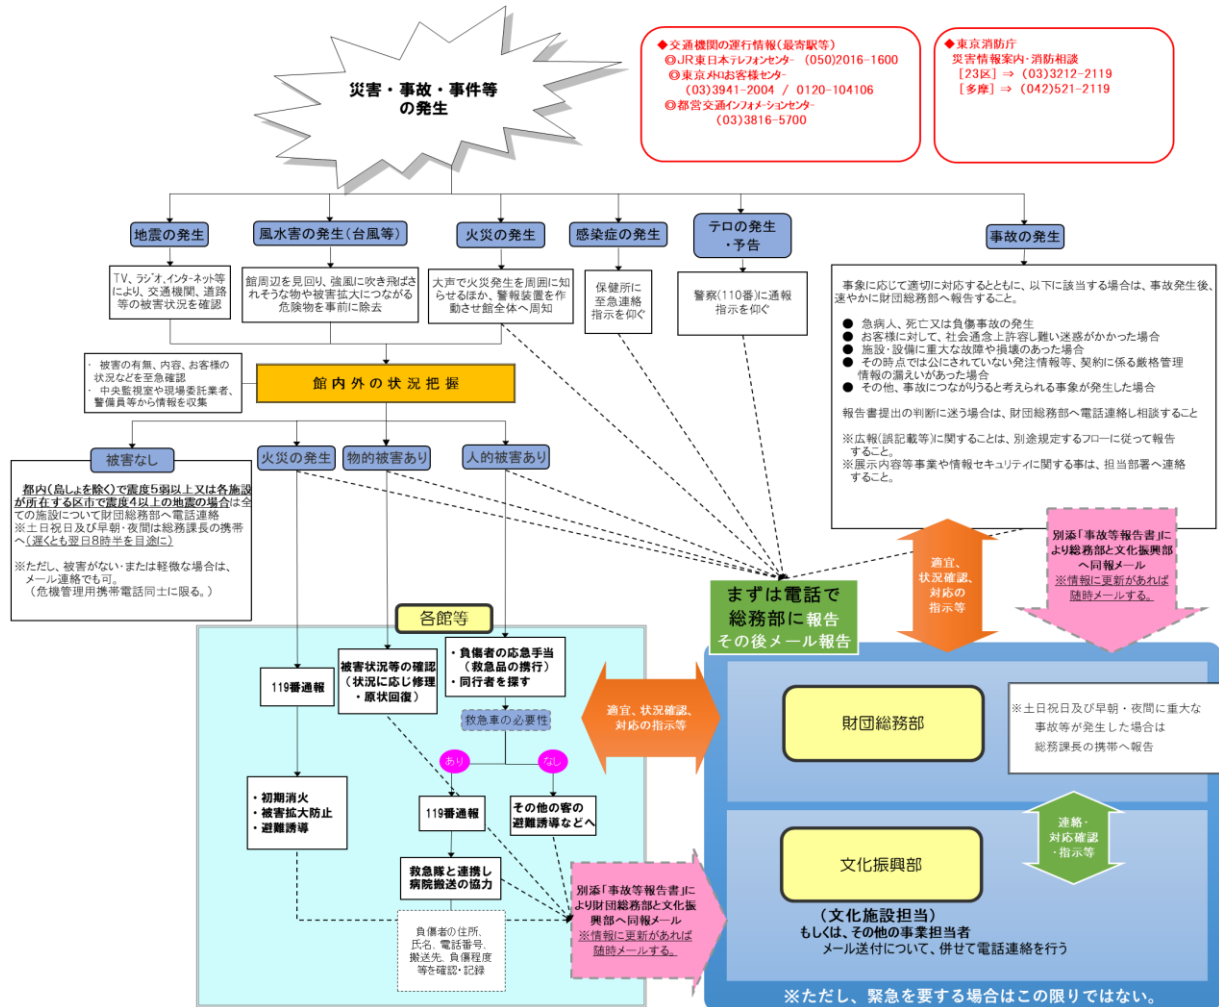 災害・事故・事件等
の発生
◆交通機関の運行情報(最寄駅等)
◎JR東日本テレフォンセンター (050)2016-1600
◎東京メトロお客様センター
(03)3941-2004 / 0120-104106
◎都営交通インフォメーションセンター
(03)3816-5700
◆東京消防庁
災害情報案内・消防相談
[23区] ⇒ (03)3212-2119
[多摩] ⇒ (042)521-2119
地震の発生
風水害の発生(台風等)
火災の発生
感染症の発生
テロの発生
・予告
事故の発生
TV、ラジオ、インターネット等
により、交通機関、道路
等の被害状況を確認
館周辺を見回り、強風に吹き飛ばさ
れそうな物や被害拡大につながる
危険物を事前に除去
大声で火災発生を周囲に知
らせるほか、警報装置を作
動させ館全体へ周知
保健所に
至急連絡
指示を仰ぐ
警察(110番)に通報
指示を仰ぐ
事象に応じて適切に対応するとともに、以下に該当する場合は、事故発生後、
速やかに財団総務部へ報告すること。
● 急病人、死亡又は負傷事故の発生
● お客様に対して、社会通念上許容し難い迷惑がかかった場合
● 施設・設備に重大な故障や損壊のあった場合
● その時点では公にされていない発注情報等、契約に係る厳格管理
情報の漏えいがあった場合
● その他、事故につながりうると考えられる事象が発生した場合
報告書提出の判断に迷う場合は、財団総務部へ電話連絡し相談すること
※広報(誤記載等)に関することは、別途規定するフローに従って報告
すること。
※展示内容等事業や情報セキュリティに関する事は、担当部署へ連絡
すること。
・ 被害の有無、内容、お客様の
状況などを至急確認
・ 中央監視室や現場委託業者、
警備員等から情報を収集
館内外の状況把握
被害なし
火災の発生
物的被害あり
人的被害あり
都内(島しょを除く)で震度5弱以上又は各施設
が所在する区市で震度4以上の地震の場合は全
ての施設について財団総務部へ電話連絡
※土日祝日及び早朝・夜間は総務課長の携帯
へ(遅くとも翌日8時半を目途に)
※ただし、被害がない・または軽微な場合は、
メール連絡でも可。
(危機管理用携帯電話同士に限る。)
適宜、
状況確認、
対応の
指示等
別添「事故等報告書」に
より総務部と文化振興部
へ同報メール
※情報に更新があれば
随時メールする。
まずは電話で
総務部に報告
その後メール報告
各館等
119番通報
被害状況等の確認
(状況に応じ修理
・原状回復)
・負傷者の応急手当
(救急品の携行)
・同行者を探す
救急車の必要性
あり
なし
・初期消火
・被害拡大防止
・避難誘導
119番通報
その他の客の
避難誘導などへ
救急隊と連携し
病院搬送の協力
負傷者の住所、
氏名、電話番号、
搬送先、負傷程度
等を確認・記録
適宜、状況確認、
対応の指示等
別添「事故等報告書」に
より財団総務部と文化振
興部へ同報メール
※情報に更新があれば
随時メールする。
財団総務部
※土日祝日及び早朝・夜間に重大な
事故等が発生した場合は
総務課長の携帯へ報告
連絡・
対応確認
・指示等
文化振興部
(文化施設担当)
もしくは、その他の事業担当者
メール送付について、併せて電話連絡を行う
※ただし、緊急を要する場合はこの限りではない。